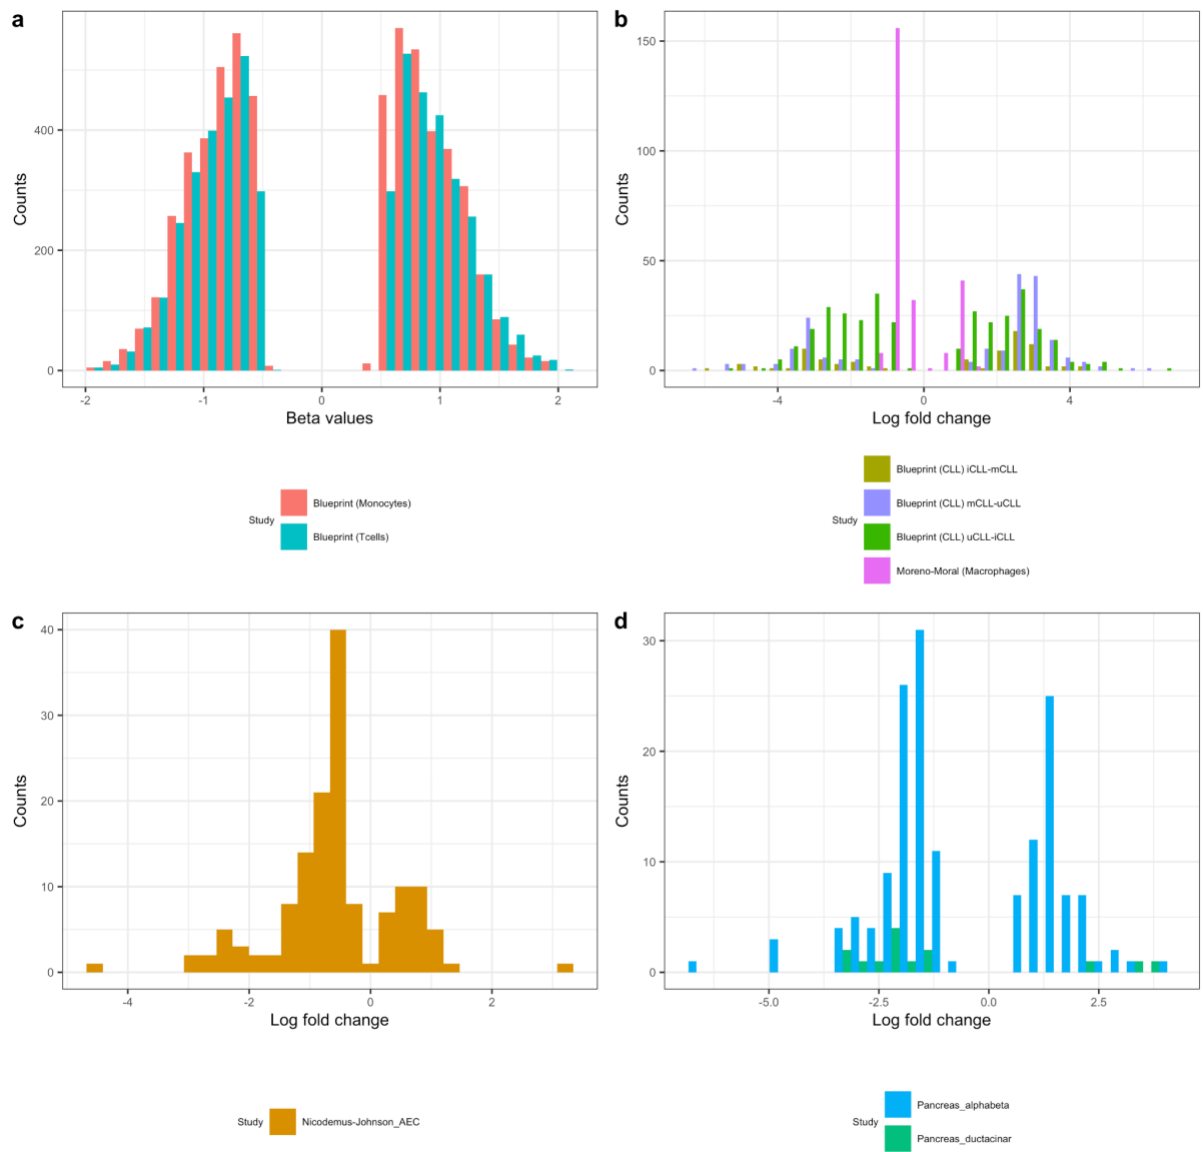 a
400
200
0
Counts
-2 -1 0 1 2
Beta values
Study
Blueprint (Monocytes)
Blueprint (Tcells)
b
150
100
50
0
Counts
-4 0 4
Log fold change
Study
Blueprint (CLL) iCLL-mCLL
Blueprint (CLL) mCLL-uCLL
Blueprint (CLL) uCLL-iCLL
Moreno-Moral (Macrophages)
c
40
30
20
10
0
Counts
-4 -2 0 2
Log fold change
Study
Nicodemus-Johnson_AEC
d
30
20
10
0
Counts
-5.0 -2.5 0.0 2.5
Log fold change
Study
Pancreas_alphabeta
Pancreas_ductacinar